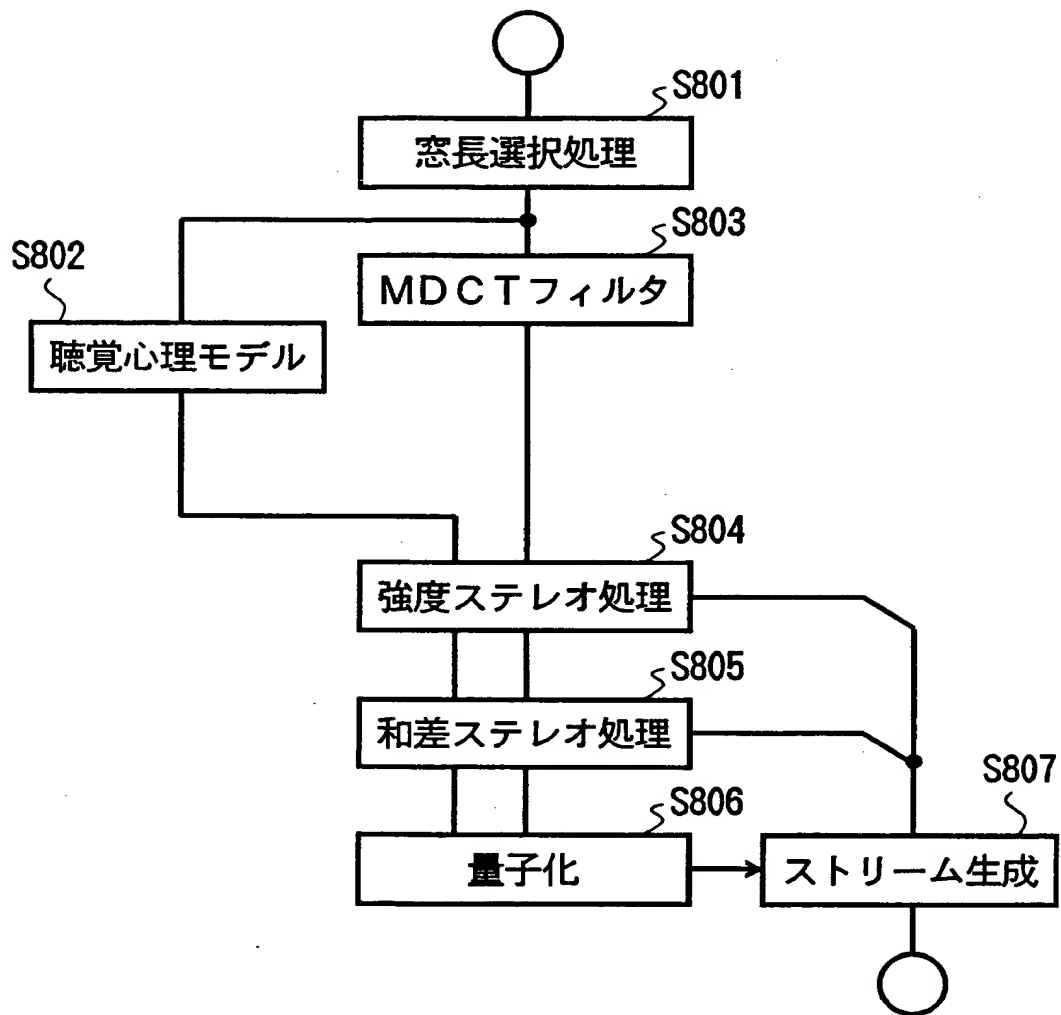 S801
窓長選択処理
S803
MDCTフィルタ
S802
聴覚心理モデル
S804
強度ステレオ処理
S805
和差ステレオ処理
S806
量子化
S807
ストリーム生成